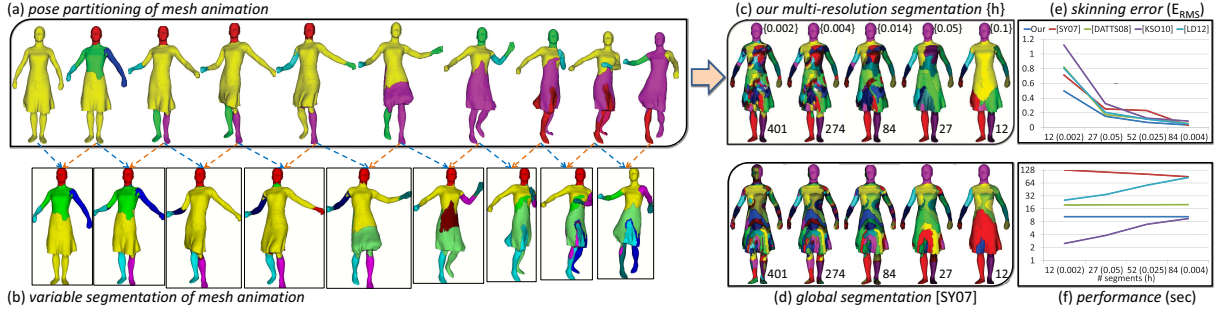 (a) pose partitioning of mesh animation
(c) our multi-resolution segmentation {h}
(e) skinning error (ERMS)
{0.002} {0.004} {0.014} {0.05} {0.1}
401 274 84 27 12
Our [SY07] [DATTS08] [KSO10] [LD12]
1.2
1
0.8
0.6
0.4
0.2
0
12 (0.002) 27 (0.05) 52 (0.025) 84 (0.004)
401 274 84 27 12
128
64
32
16
8
4
2
1
12 (0.002) 27 (0.05) 52 (0.025) 84 (0.004)
# segments (h)
(b) variable segmentation of mesh animation
(d) global segmentation [SY07]
(f) performance (sec)